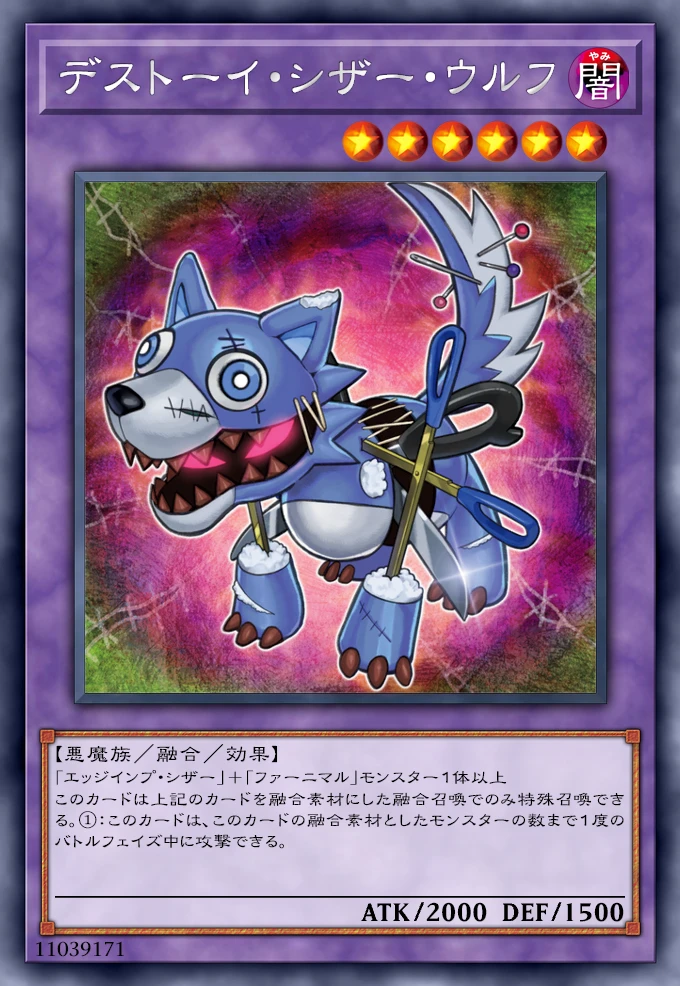 デストーイ・シザー・ウルフ
やみ
闇
【悪魔族／融合／効果】
「エッジインプ・シザー」＋「ファーニマル」モンスター１体以上
このカードは上記のカードを融合素材にした融合召喚でのみ特殊召喚でき
る。①：このカードは、このカードの融合素材としたモンスターの数まで１度の
バトルフェイズ中に攻撃できる。
ATK/2000 DEF/1500
11039171